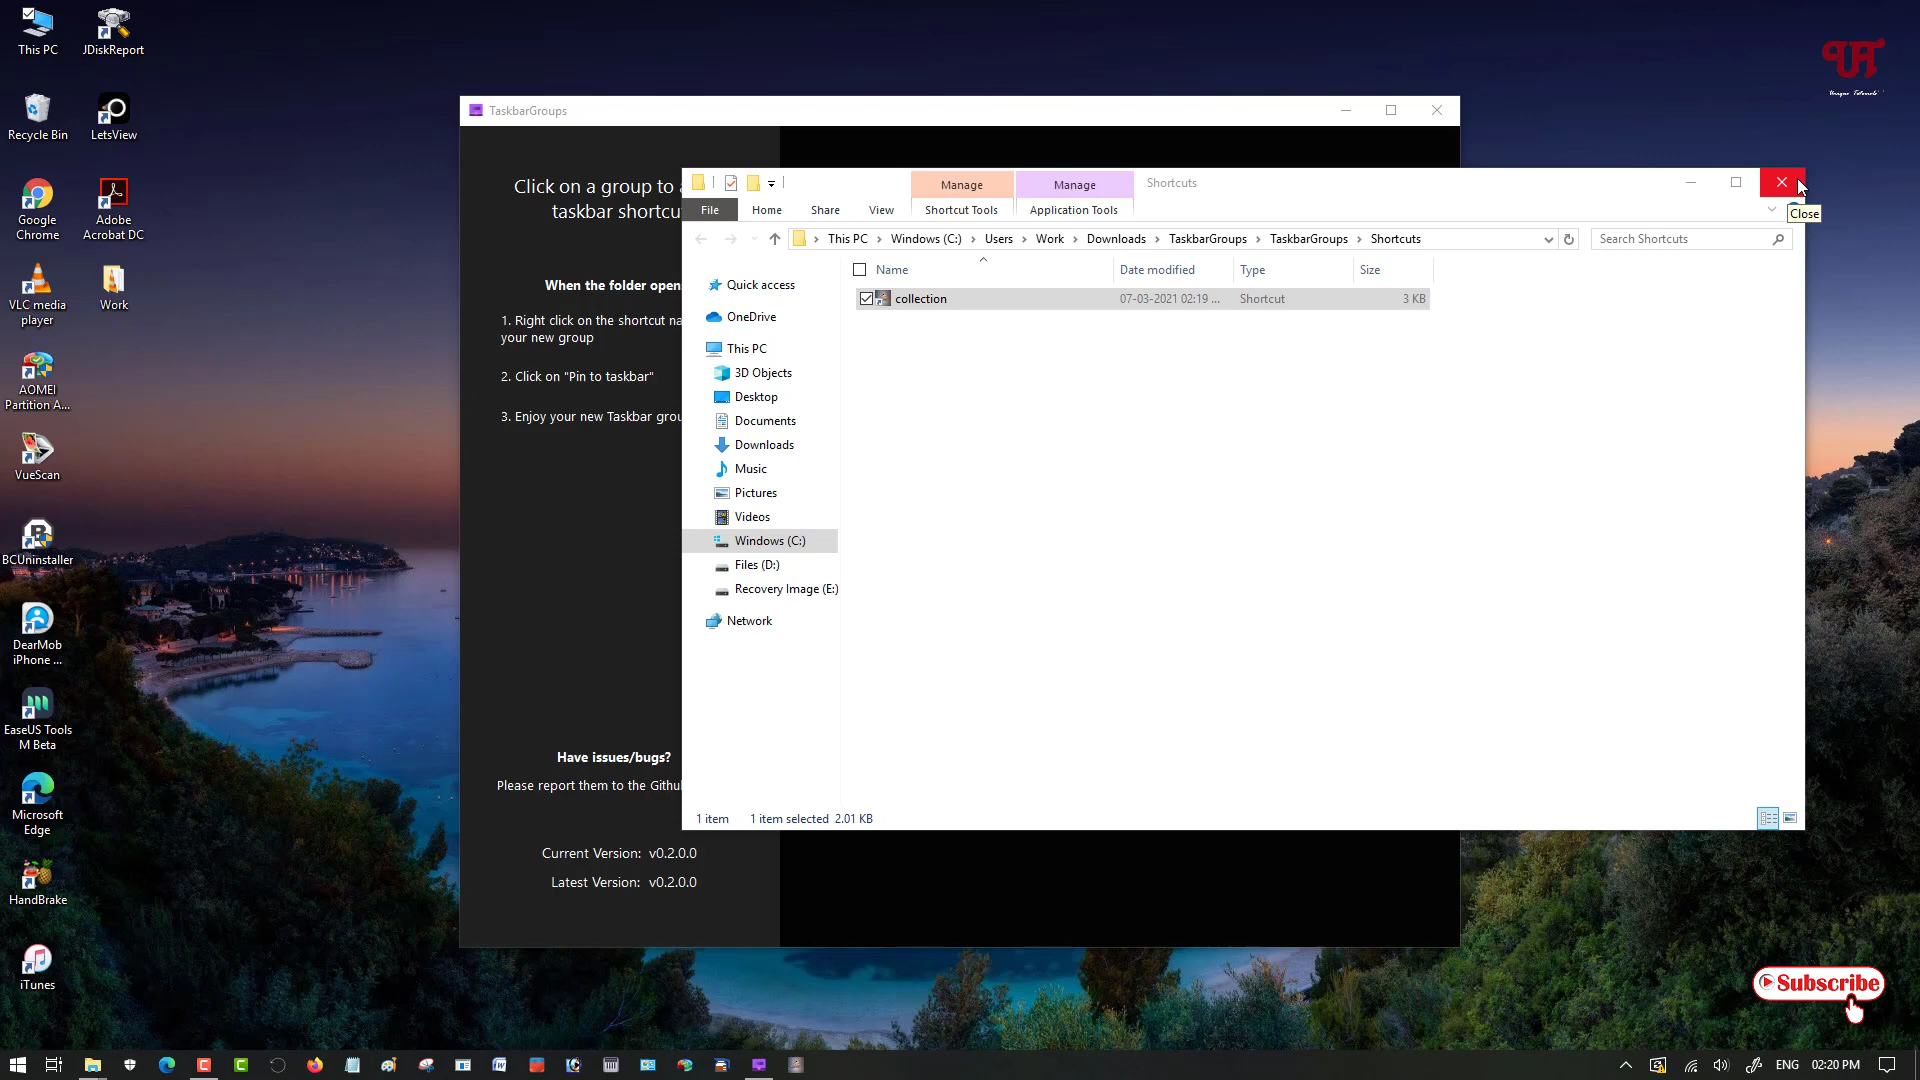 This PC
JDiskReport
Recycle Bin
LetsView
Google
Chrome
Adobe
Acrobat DC
VLC media
player
Work
AOMEI
Partition A...
VueScan
BCUninstaller
DearMob
iPhone ...
EaseUS Tools
M Beta
Microsoft
Edge
HandBrake
iTunes
TaskbarGroups
Click on a group to a
taskbar shortcu
When the folder opens
1. Right click on the shortcut na
your new group
2. Click on "Pin to taskbar"
3. Enjoy your new Taskbar grou
Have issues/bugs?
Please report them to the Githu
Current Version: v0.2.0.0
Latest Version: v0.2.0.0
Manage
Manage
Shortcuts
File
Home
Share
View
Shortcut Tools
Application Tools
Close
This PC
Windows (C:)
Users
Work
Downloads
TaskbarGroups
TaskbarGroups
Shortcuts
Search Shortcuts
Name
Date modified
Type
Size
collection
07-03-2021 02:19 ...
Shortcut
3 KB
Quick access
OneDrive
This PC
3D Objects
Desktop
Documents
Downloads
Music
Pictures
Videos
Windows (C:)
Files (D:)
Recovery Image (E:)
Network
1 item
1 item selected 2.01 KB
UT
Unique Tutorials
Subscribe
ENG
02:20 PM